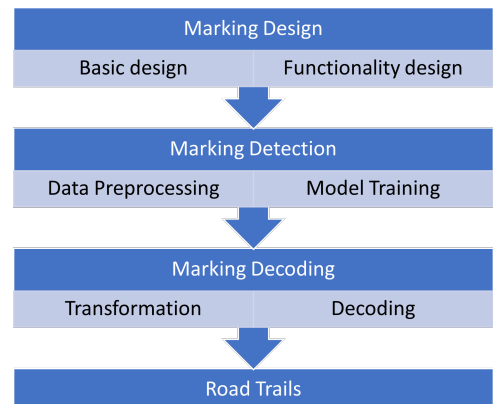 Marking Design
Basic design Functionality design
Marking Detection
Data Preprocessing Model Training
Marking Decoding
Transformation Decoding
Road Trails